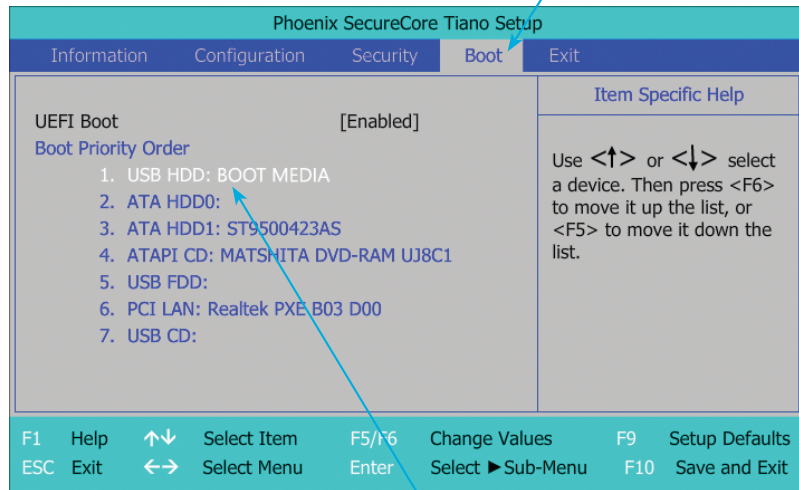 Phoenix SecureCore Tiano Setup
Information Configuration Security Boot Exit
UEFI Boot [Enabled]
Boot Priority Order
1. USB HDD: BOOT MEDIA
2. ATA HDD0:
3. ATA HDD1: ST9500423AS
4. ATAPI CD: MATSHITA DVD-RAM UJ8C1
5. USB FDD:
6. PCI LAN: Realtek PXE B03 D00
7. USB CD:
Item Specific Help
Use <↑> or <↓> select
a device. Then press <F6>
to move it up the list, or
<F5> to move it down the
list.
F1 Help ↑↓ Select Item F5/F6 Change Values F9 Setup Defaults
ESC Exit ←→ Select Menu Enter Select ►Sub-Menu F10 Save and Exit